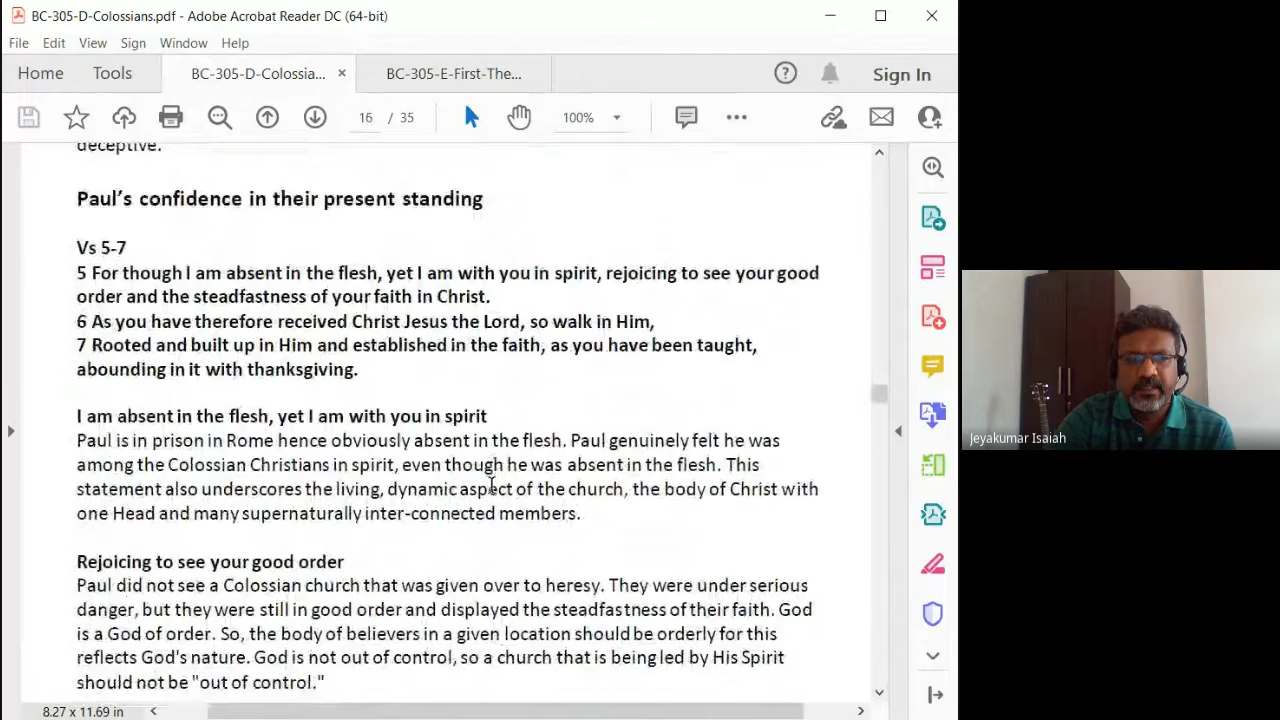 BC-305-D-Colossians.pdf - Adobe Acrobat Reader DC (64-bit)
File Edit View Sign Window Help
Home Tools BC-305-D-Colossia... × BC-305-E-First-The... Sign In
16 / 35 100%
deceptive.
Paul's confidence in their present standing
Vs 5-7
5 For though I am absent in the flesh, yet I am with you in spirit, rejoicing to see your good
order and the steadfastness of your faith in Christ.
6 As you have therefore received Christ Jesus the Lord, so walk in Him,
7 Rooted and built up in Him and established in the faith, as you have been taught,
abounding in it with thanksgiving.
I am absent in the flesh, yet I am with you in spirit
Paul is in prison in Rome hence obviously absent in the flesh. Paul genuinely felt he was
among the Colossian Christians in spirit, even though he was absent in the flesh. This
statement also underscores the living, dynamic aspect of the church, the body of Christ with
one Head and many supernaturally inter-connected members.
Rejoicing to see your good order
Paul did not see a Colossian church that was given over to heresy. They were under serious
danger, but they were still in good order and displayed the steadfastness of their faith. God
is a God of order. So, the body of believers in a given location should be orderly for this
reflects God's nature. God is not out of control, so a church that is being led by His Spirit
should not be "out of control."
8.27 x 11.69 in
Jeyakumar Isaiah